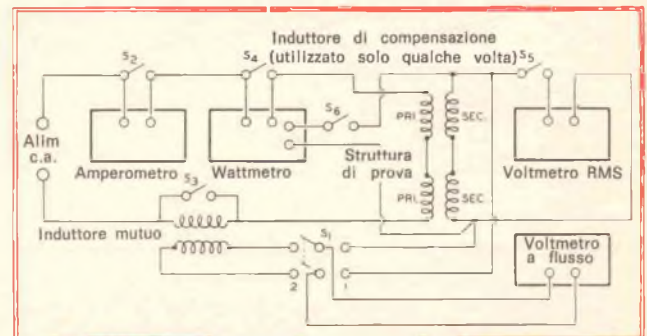 Induttore di compensazione
(utilizzato solo qualche volta)
S2
S4
S5
S6
PRI.
SEC.
Alim
c.a.
Amperometro
Wattmetro
Struttura
di prova
Voltmetro RMS
S3
PRI.
SEC.
Induttore mutuo
S1
2
1
Voltmetro
a flusso